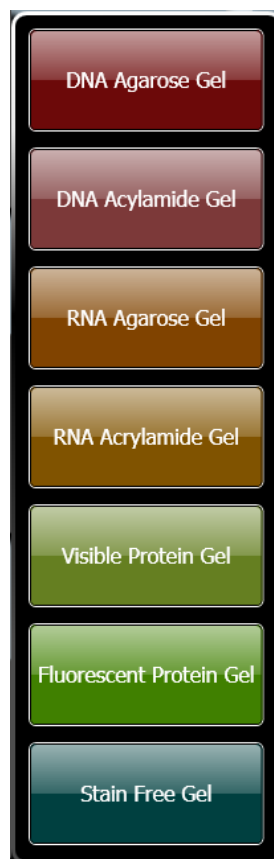 DNA Agarose Gel
DNA Acylamide Gel
RNA Agarose Gel
RNA Acrylamide Gel
Visible Protein Gel
Fluorescent Protein Gel
Stain Free Gel